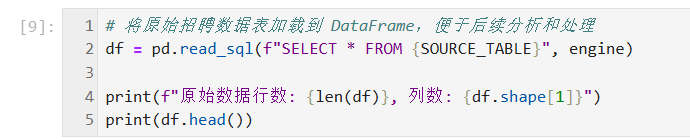 [9]:
1 # 将原始招聘数据表加载到 DataFrame，便于后续分析和处理
2 df = pd.read_sql(f"SELECT * FROM {SOURCE_TABLE}", engine)
3
4 print(f"原始数据行数: {len(df)}, 列数: {df.shape[1]}")
5 print(df.head())